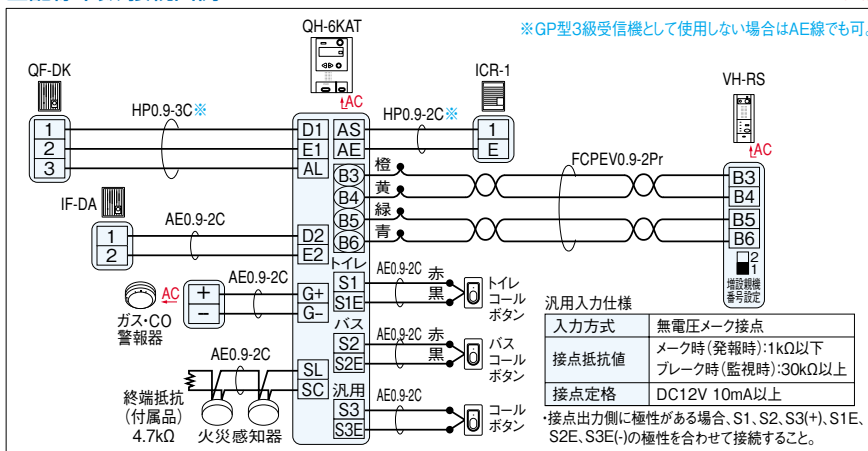 QH-6KAT
※GP型3級受信機として使用しない場合はAE線でも可。
QF-DK
ICR-1
VH-RS
AC
HP0.9-3C※
HP0.9-2C※
AC
1
2
3
D1
E1
AL
AS
AE
1
E
FCPEV0.9-2Pr
B3
B4
B5
B6
橙
黄
緑
青
B3
B4
B5
B6
IF-DA
AE0.9-2C
1
2
D2
E2
2
1
増設親機
番号設定
トイレ
S1
S1E
AE0.9-2C
赤
黒
トイレ
コール
ボタン
AC
AE0.9-2C
+
−
G+
G−
ガス・CO
警報器
バス
S2
S2E
AE0.9-2C
赤
黒
バス
コール
ボタン
AE0.9-2C
SL
SC
終端抵抗
(付属品)
4.7kΩ
火災感知器
汎用
S3
S3E
AE0.9-2C
コール
ボタン
汎用入力仕様
入力方式 無電圧メーク接点
接点抵抗値 メーク時(発報時):1kΩ以下
ブレーク時(監視時):30kΩ以上
接点定格 DC12V 10mA以上
・接点出力側に極性がある場合、S1、S2、S3(+)、S1E、
S2E、S3E(-)の極性を合わせて接続すること。